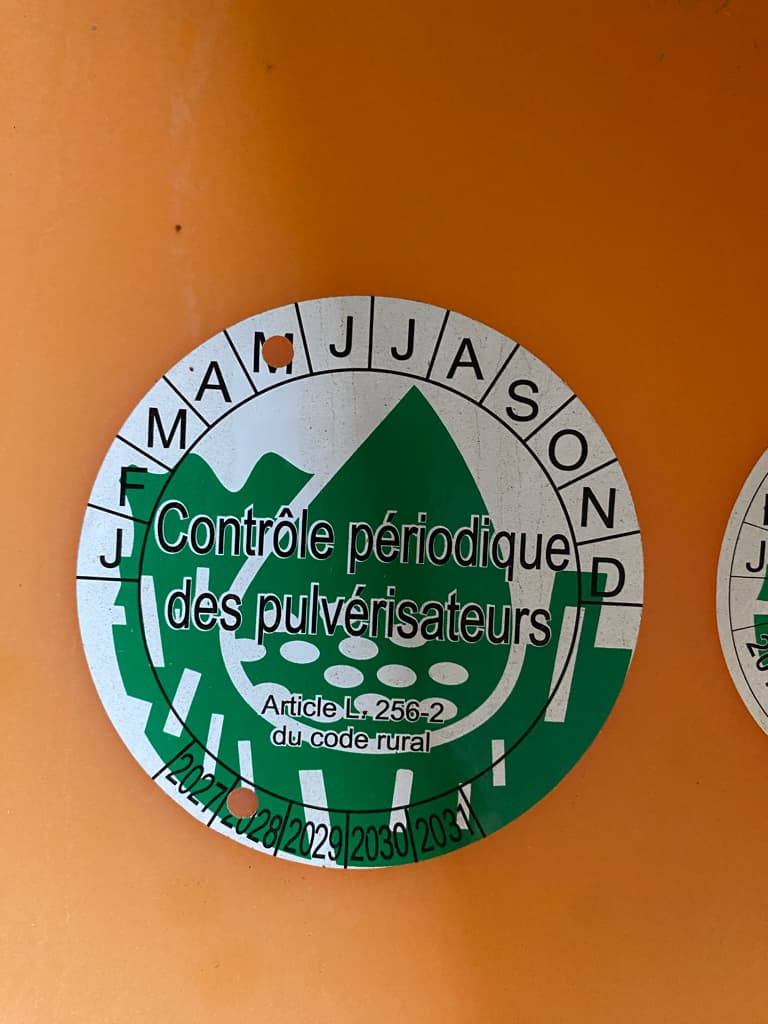 J F M A M J J A S O N D
Contrôle périodique
des pulvérisateurs
Article L. 256-2
du code rural
2027 2028 2029 2030 2031
J